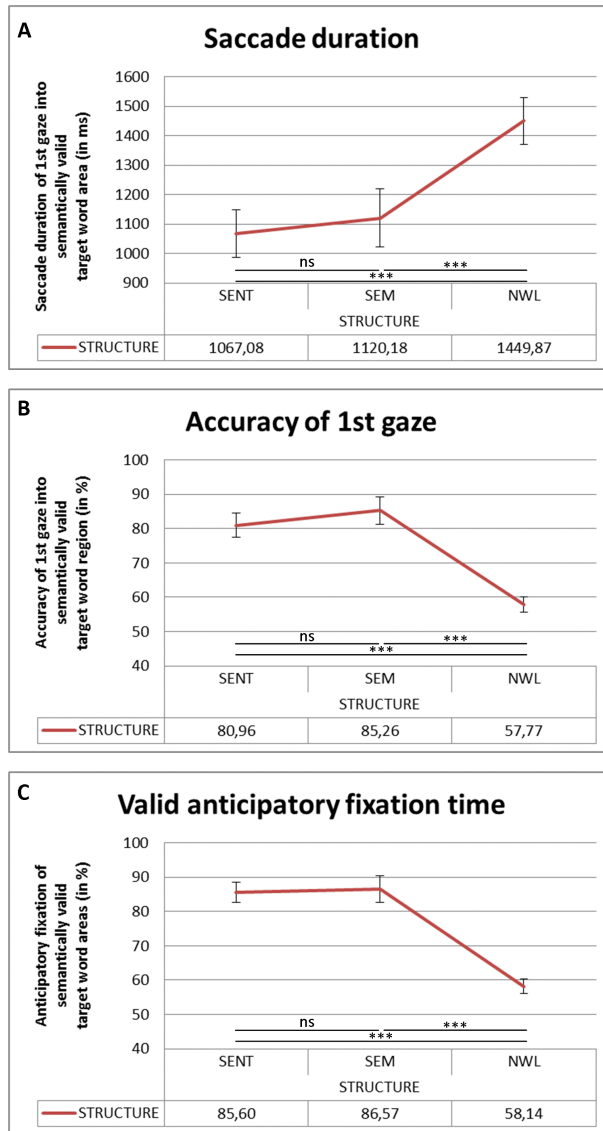 A
Saccade duration
Saccade duration of 1st gaze into
semantically valid
target word area (in ms)
1600
1500
1400
1300
1200
1100
1000
900
ns
***
***
SENT SEM NWL
STRUCTURE
STRUCTURE 1067,08 1120,18 1449,87
B
Accuracy of 1st gaze
Accuracy of 1st gaze into
semantically valid
target word region (in %)
100
90
80
70
60
50
40
ns
***
***
SENT SEM NWL
STRUCTURE
STRUCTURE 80,96 85,26 57,77
C
Valid anticipatory fixation time
Anticipatory fixation of
semantically valid
target word areas (in %)
100
90
80
70
60
50
40
ns
***
***
SENT SEM NWL
STRUCTURE
STRUCTURE 85,60 86,57 58,14